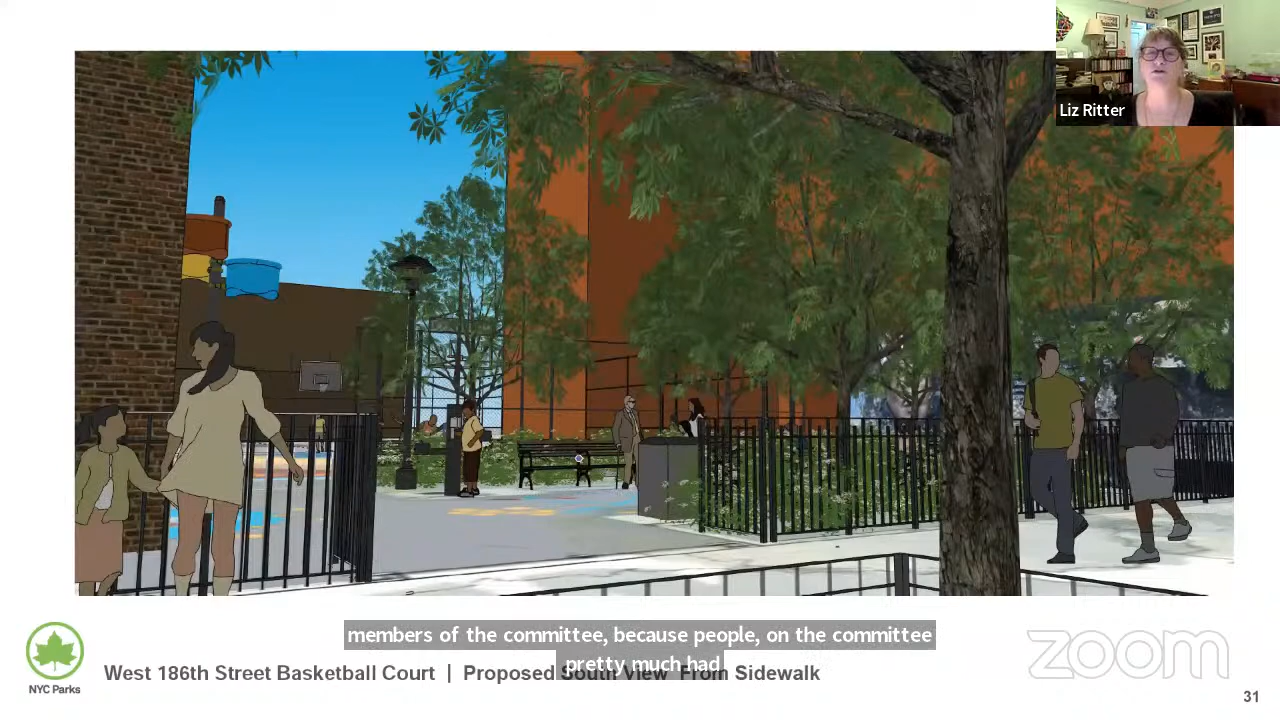 Liz Ritter
members of the committee, because people, on the committee
pretty much had
NYC Parks
West 186th Street Basketball Court | Proposed South View From Sidewalk
zoom
31